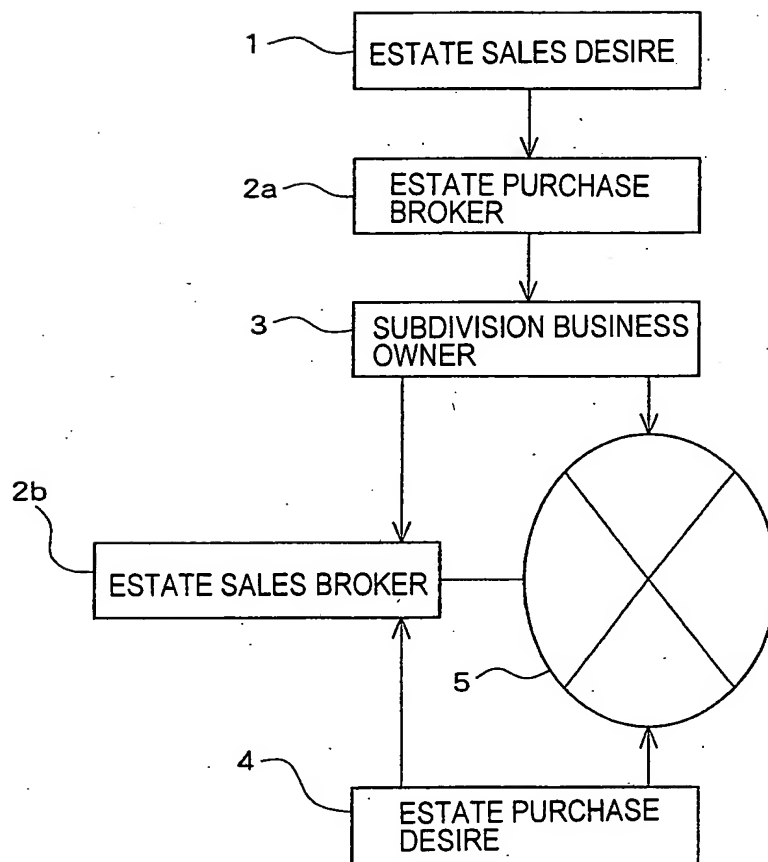 1
ESTATE SALES DESIRE
2a
ESTATE PURCHASE
BROKER
3
SUBDIVISION BUSINESS
OWNER
2b
ESTATE SALES BROKER
5
4
ESTATE PURCHASE
DESIRE